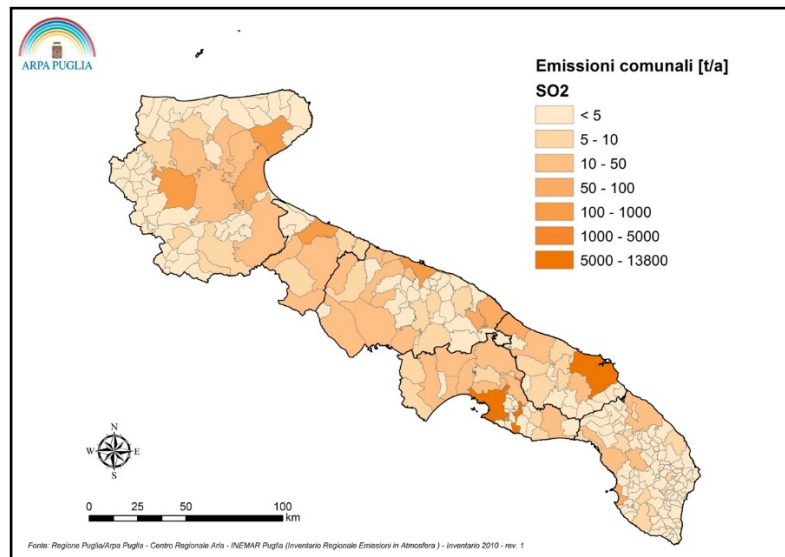 ARPA PUGLIA
Emissioni comunali [t/a]
SO2
< 5
5 - 10
10 - 50
50 - 100
100 - 1000
1000 - 5000
5000 - 13800
N
W E
S
0 25 50 100
km
Fonte: Regione Puglia/Arpa Puglia - Centro Regionale Aria - INEMAR Puglia (Inventario Regionale Emissioni in Atmosfera ) - Inventario 2010 - rev. 1